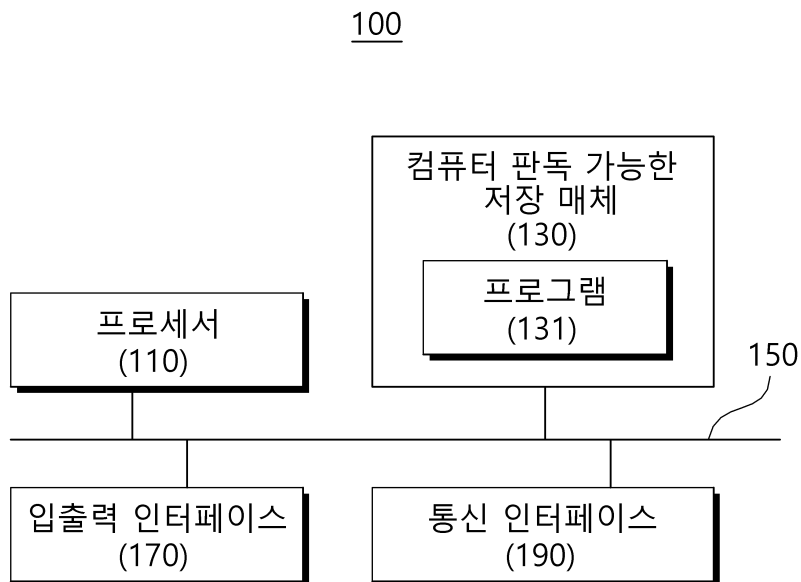 100
컴퓨터 판독 가능한
저장 매체
(130)
프로그램
(131)
프로세서
(110)
150
입출력 인터페이스
(170)
통신 인터페이스
(190)